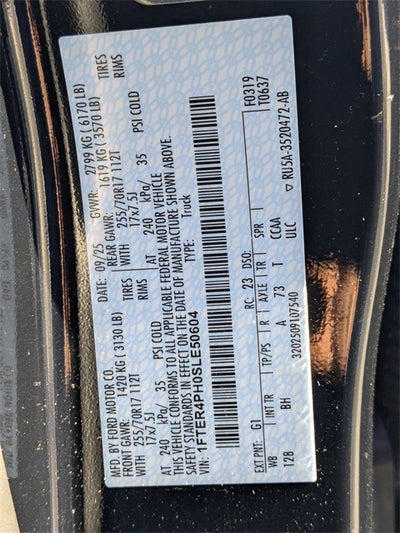 MFD. BY FORD MOTOR CO.
DATE: 09/25
GVWR: 2799 KG ( 6170 LB)
FRONT GAWR: 1420 KG ( 3130 LB)
REAR GAWR: 1619 KG ( 3570 LB)
WITH 255/70R17 112T TIRES
17x7.5J RIMS
AT 240 kPa/ 35 PSI COLD
WITH 255/70R17 112T TIRES
17x7.5J RIMS
AT 240 kPa/ 35 PSI COLD
THIS VEHICLE CONFORMS TO ALL APPLICABLE FEDERAL MOTOR VEHICLE
SAFETY STANDARDS IN EFFECT ON THE DATE OF MANUFACTURE SHOWN ABOVE.
VIN: 1FTER4PH10SLE50604
Truck
F0319
T0637
EXT PNT: G1 RC: 23 DSO:
WB INT TR TP/PS R AXLE TR SPR
128 BH A 73 T CCAA
ULC
3202509107540
▽ RU5A-3520472-AB